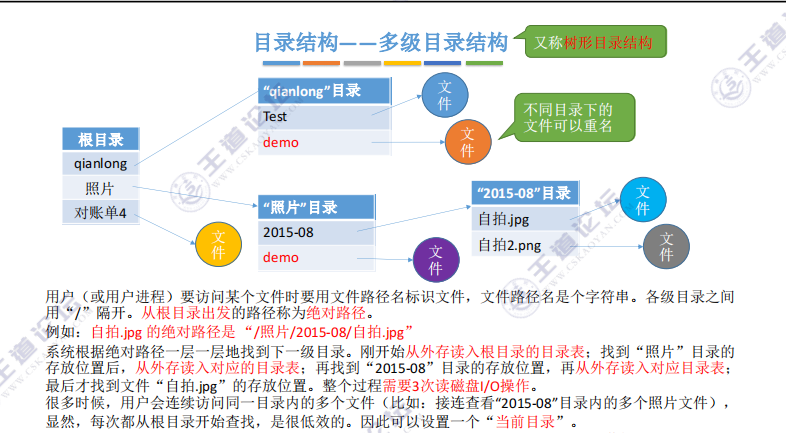 目录结构——多级目录结构
又称树形目录结构
“qianlong”目录
Test
demo
文件
文件
不同目录下的
文件可以重名
根目录
qianlong
照片
对账单4
文件
“照片”目录
2015-08
demo
文件
“2015-08”目录
自拍.jpg
自拍2.png
文件
文件
用户（或用户进程）要访问某个文件时要用文件路径名标识文件，文件路径名是个字符串。各级目录之间
用“/”隔开。从根目录出发的路径称为绝对路径。
例如：自拍.jpg 的绝对路径是 “/照片/2015-08/自拍.jpg”
系统根据绝对路径一层一层地找到下一级目录。刚开始从外存读入根目录的目录表；找到“照片”目录的
存放位置后，从外存读入对应的目录表；再找到“2015-08”目录的存放位置，再从外存读入对应目录表；
最后才找到文件“自拍.jpg”的存放位置。整个过程需要3次读磁盘I/O操作。
很多时候，用户会连续访问同一目录内的多个文件（比如：接连查看“2015-08”目录内的多个照片文件），
显然，每次都从根目录开始查找，是很低效的。因此可以设置一个“当前目录”。
王道论坛
WWW.CSKAOYAN.COM